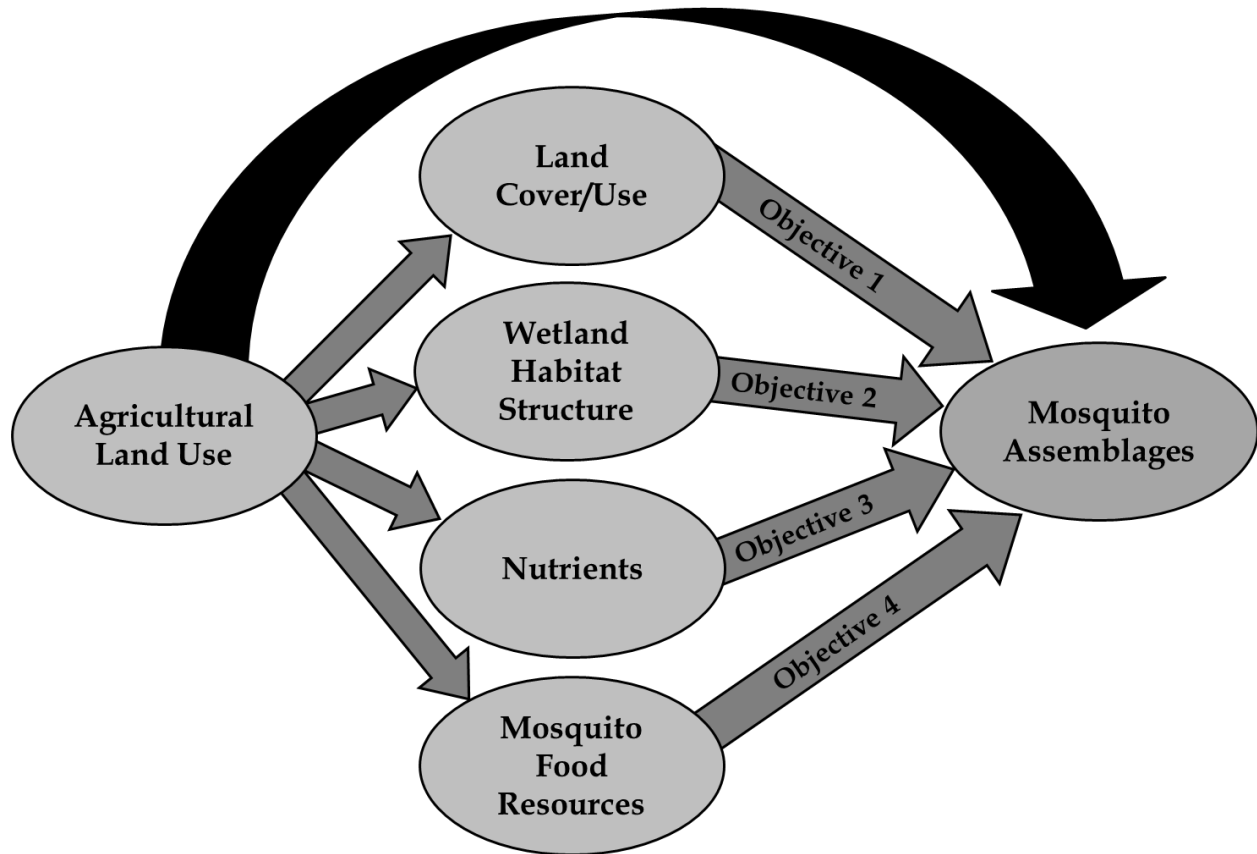 Land
Cover/Use
Objective 1
Wetland
Habitat
Structure
Objective 2
Agricultural
Land Use
Mosquito
Assemblages
Nutrients
Objective 3
Mosquito
Food
Resources
Objective 4